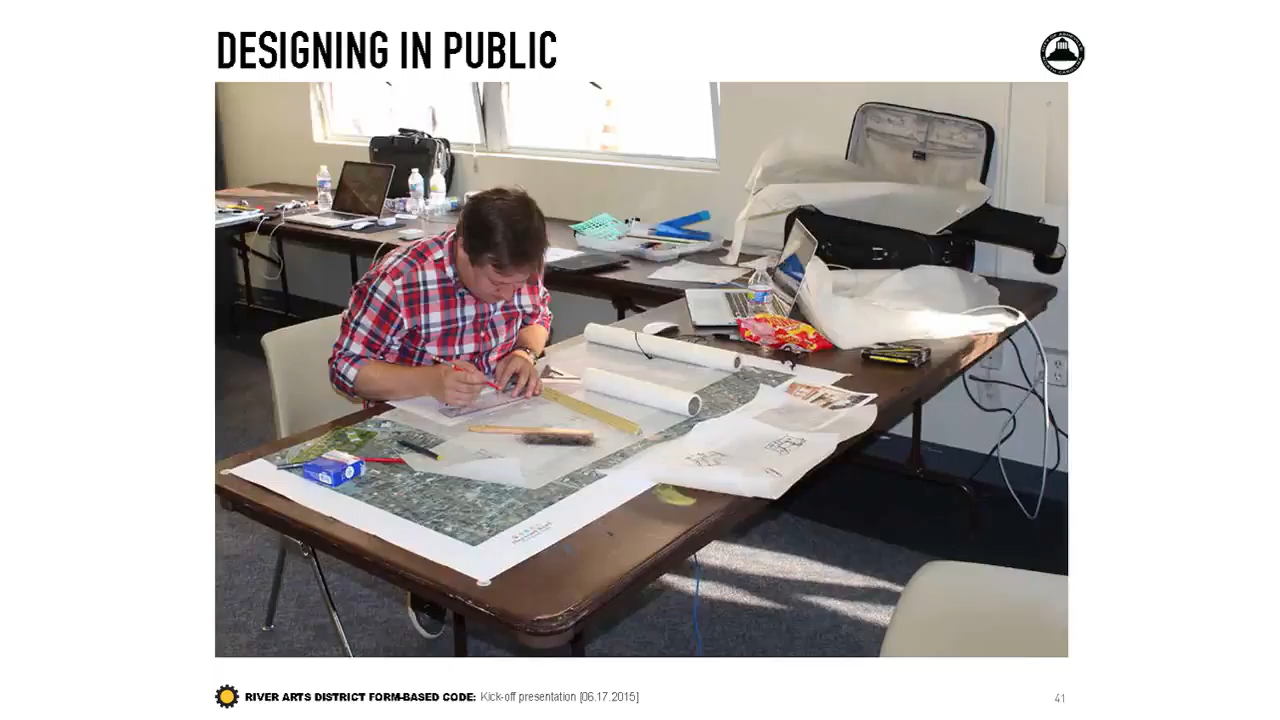 DESIGNING IN PUBLIC
RIVER ARTS DISTRICT FORM-BASED CODE: Kick-off presentation [06.17.2015]
41